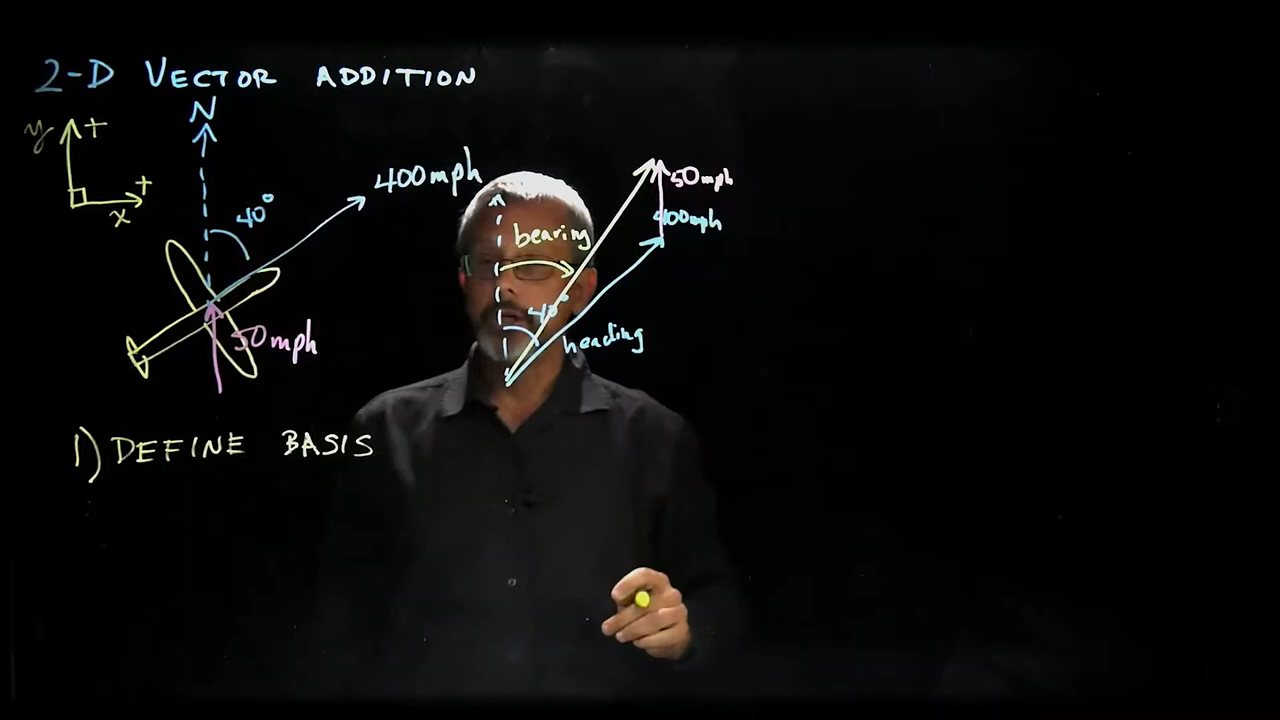 2-D VECTOR ADDITION
N
y +
+
x
40°
400mph
50mph
bearing
40°
heading
50mph
400mph
1) DEFINE BASIS